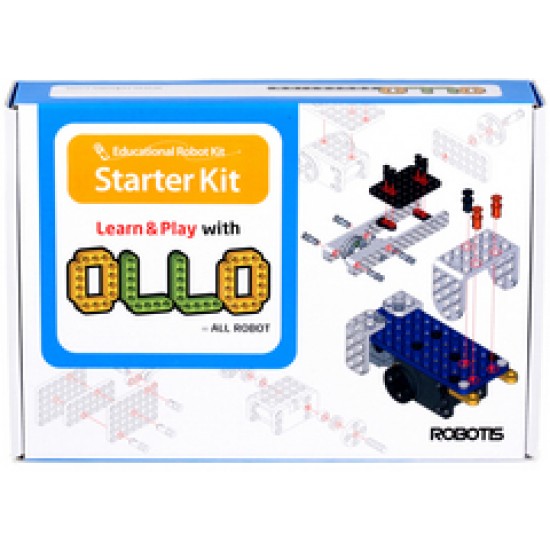 Educational Robot Kit
Starter Kit
Learn & Play with
OLLO
ALL ROBOT
ROBOTIS